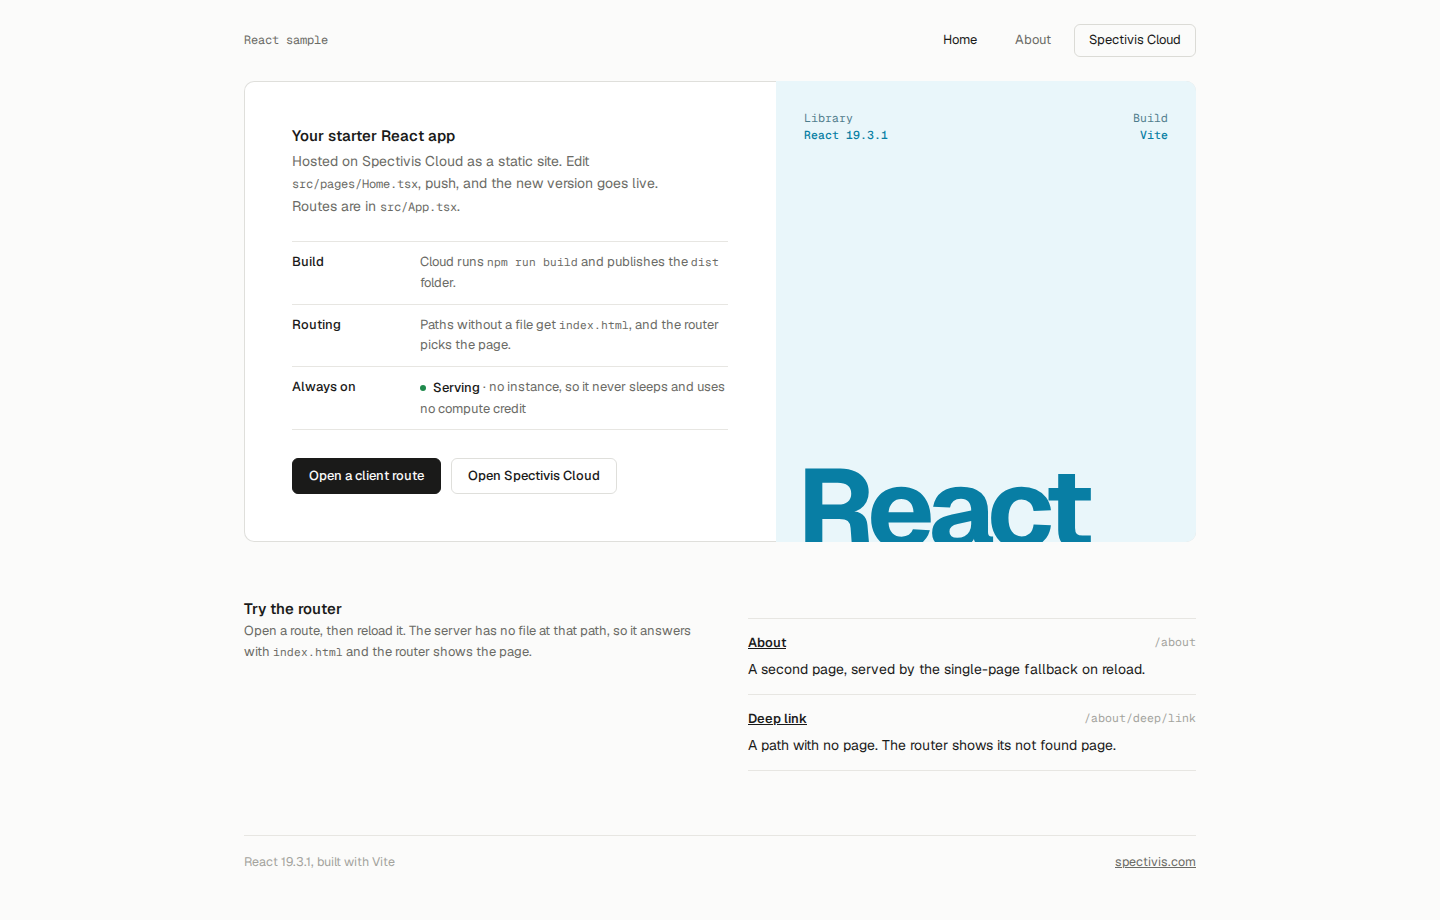 React sample
Home
About
Spectivis Cloud
Your starter React app
Hosted on Spectivis Cloud as a static site. Edit
src/pages/Home.tsx, push, and the new version goes live.
Routes are in src/App.tsx.
Build
Cloud runs npm run build and publishes the dist
folder.
Routing
Paths without a file get index.html, and the router
picks the page.
Always on
Serving · no instance, so it never sleeps and uses
no compute credit
Open a client route
Open Spectivis Cloud
Library
React 19.3.1
Build
Vite
React
Try the router
Open a route, then reload it. The server has no file at that path, so it answers
with index.html and the router shows the page.
About
/about
A second page, served by the single-page fallback on reload.
Deep link
/about/deep/link
A path with no page. The router shows its not found page.
React 19.3.1, built with Vite
spectivis.com